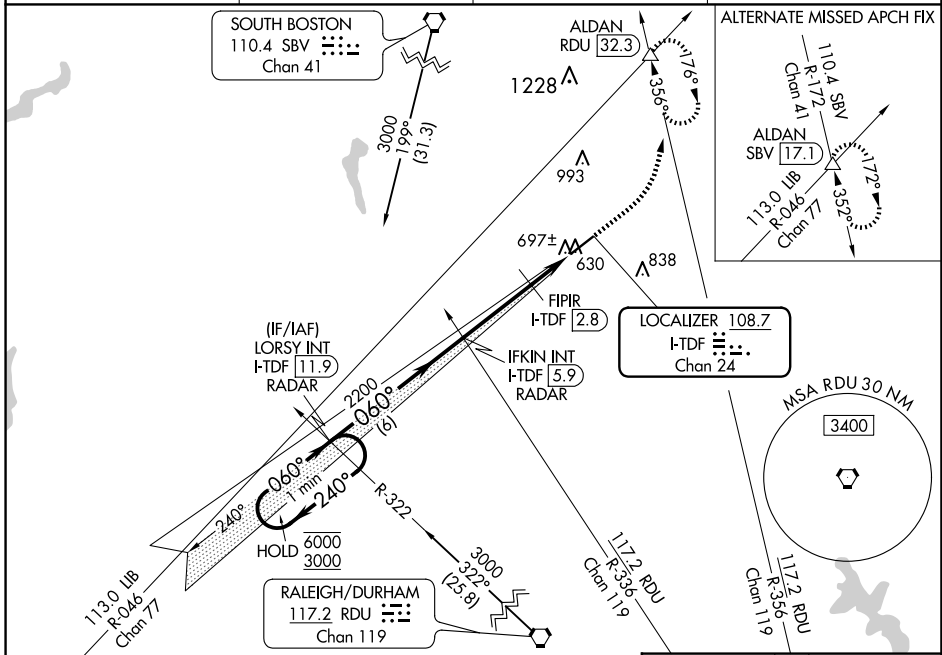 SOUTH BOSTON
110.4 SBV
Chan 41
3000
199°
(31.3)
ALDAN
RDU 32.3
1228
176°
356°
993
697±
630
838
ALTERNATE MISSED APCH FIX
110.4 SBV
R-172
Chan 41
ALDAN
SBV 17.1
172°
352°
113.0 LIB
R-046
Chan 77
FIPIR
I-TDF 2.8
LOCALIZER 108.7
I-TDF
Chan 24
(IF/IAF)
LORSY INT
I-TDF 11.9
RADAR
IFKIN INT
I-TDF 5.9
RADAR
2200
060°
(6)
060°
1 min
240°
240°
HOLD
6000
3000
R-322
3000
322°
(25.8)
MSA RDU 30 NM
3400
113.0 LIB
R-046
Chan 77
RALEIGH/DURHAM
117.2 RDU
Chan 119
117.2 RDU
R-336
Chan 119
117.2 RDU
R-356
Chan 119